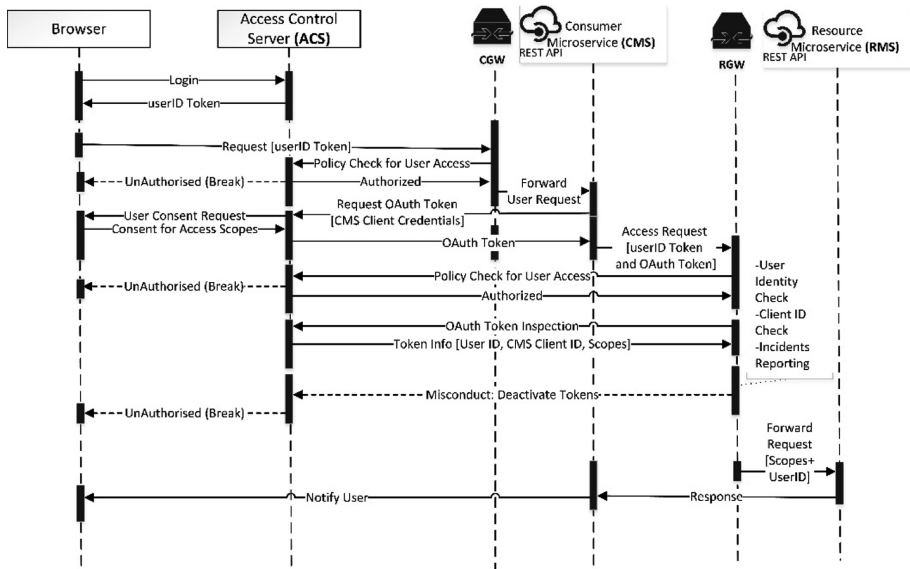 Browser
Access Control
Server (ACS)
CGW
Consumer
Microservice (CMS)
REST API
RGW
Resource
Microservice (RMS)
REST API
Login
userID Token
Request [userID Token]
Policy Check for User Access
UnAuthorised (Break)
Authorized
Forward
User Request
Request OAuth Token
[CMS Client Credentials]
User Consent Request
Consent for Access Scopes
OAuth Token
Access Request
[userID Token
and OAuth Token]
Policy Check for User Access
UnAuthorised (Break)
Authorized
-User
Identity
Check
-Client ID
Check
-Incidents
Reporting
OAuth Token Inspection
Token Info [User ID, CMS Client ID, Scopes]
Misconduct: Deactivate Tokens
UnAuthorised (Break)
Forward
Request
[Scopes+
UserID]
Notify User
Response